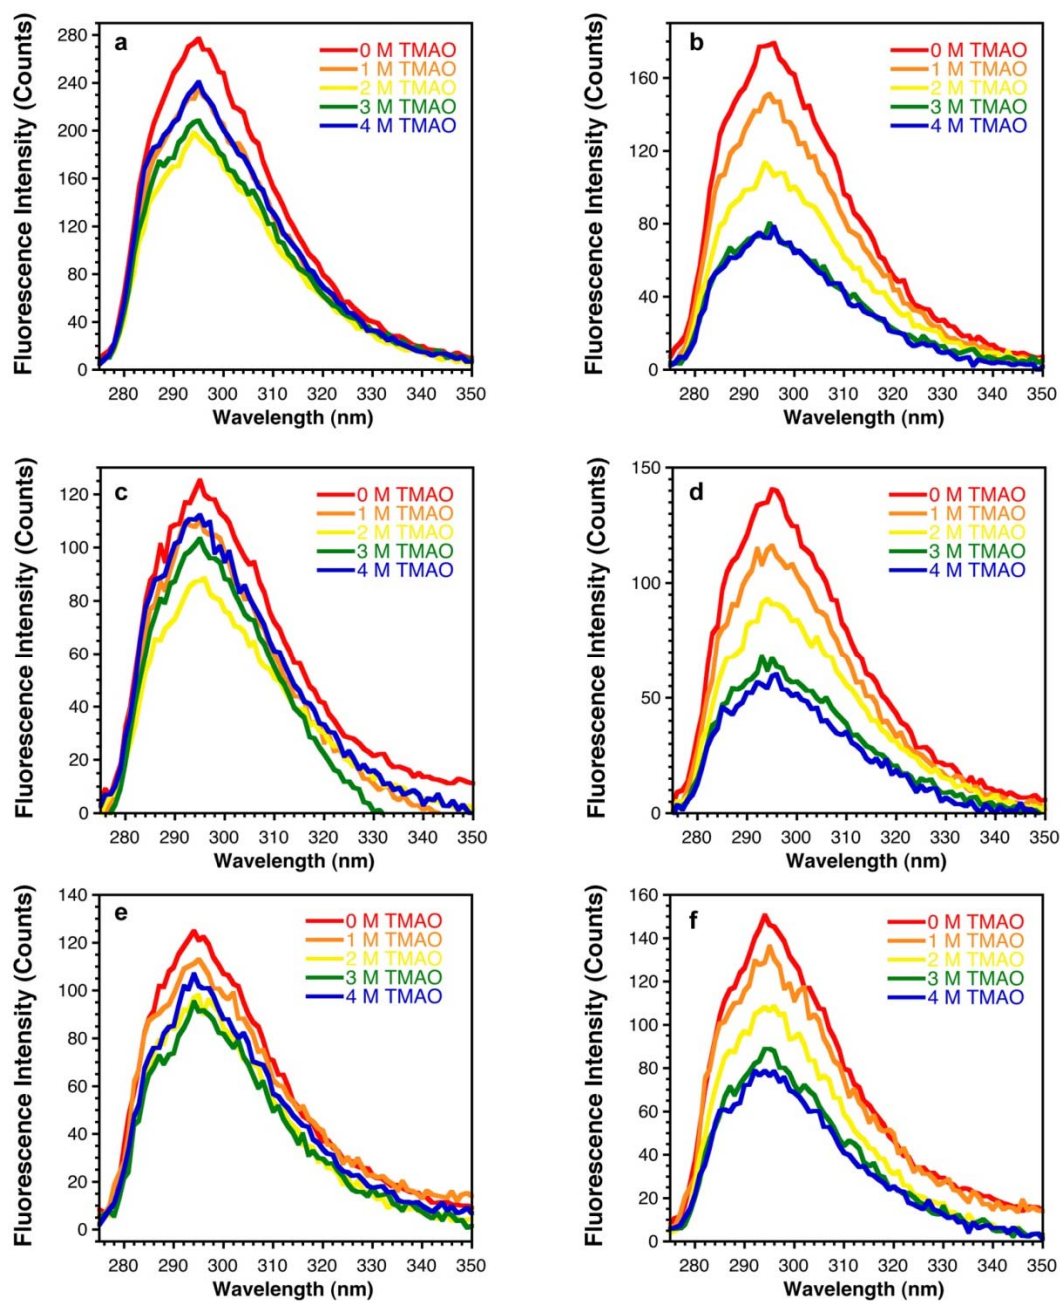 a
Fluorescence Intensity (Counts)
280
240
200
160
120
80
40
0
0 M TMAO
1 M TMAO
2 M TMAO
3 M TMAO
4 M TMAO
280 290 300 310 320 330 340 350
Wavelength (nm)
b
Fluorescence Intensity (Counts)
160
120
80
40
0
0 M TMAO
1 M TMAO
2 M TMAO
3 M TMAO
4 M TMAO
280 290 300 310 320 330 340 350
Wavelength (nm)
c
Fluorescence Intensity (Counts)
120
100
80
60
40
20
0
0 M TMAO
1 M TMAO
2 M TMAO
3 M TMAO
4 M TMAO
280 290 300 310 320 330 340 350
Wavelength (nm)
d
Fluorescence Intensity (Counts)
150
100
50
0
0 M TMAO
1 M TMAO
2 M TMAO
3 M TMAO
4 M TMAO
280 290 300 310 320 330 340 350
Wavelength (nm)
e
Fluorescence Intensity (Counts)
140
120
100
80
60
40
20
0
0 M TMAO
1 M TMAO
2 M TMAO
3 M TMAO
4 M TMAO
280 290 300 310 320 330 340 350
Wavelength (nm)
f
Fluorescence Intensity (Counts)
160
140
120
100
80
60
40
20
0
0 M TMAO
1 M TMAO
2 M TMAO
3 M TMAO
4 M TMAO
280 290 300 310 320 330 340 350
Wavelength (nm)